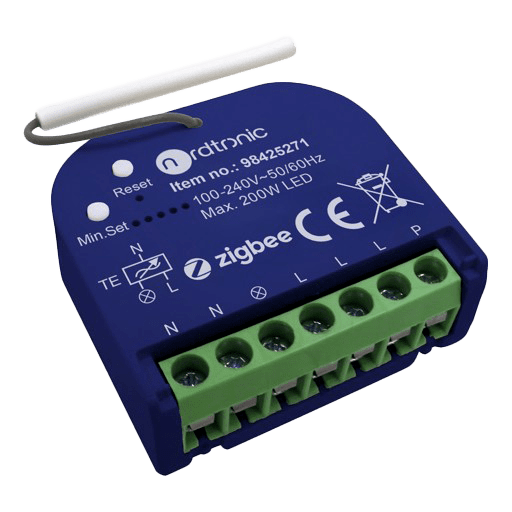 nordtronic
Item no.: 98425271
100-240V~50/60Hz
Max. 200W LED
Reset
Min.Set
zigbee CE
N
TE
L
N N L L L P